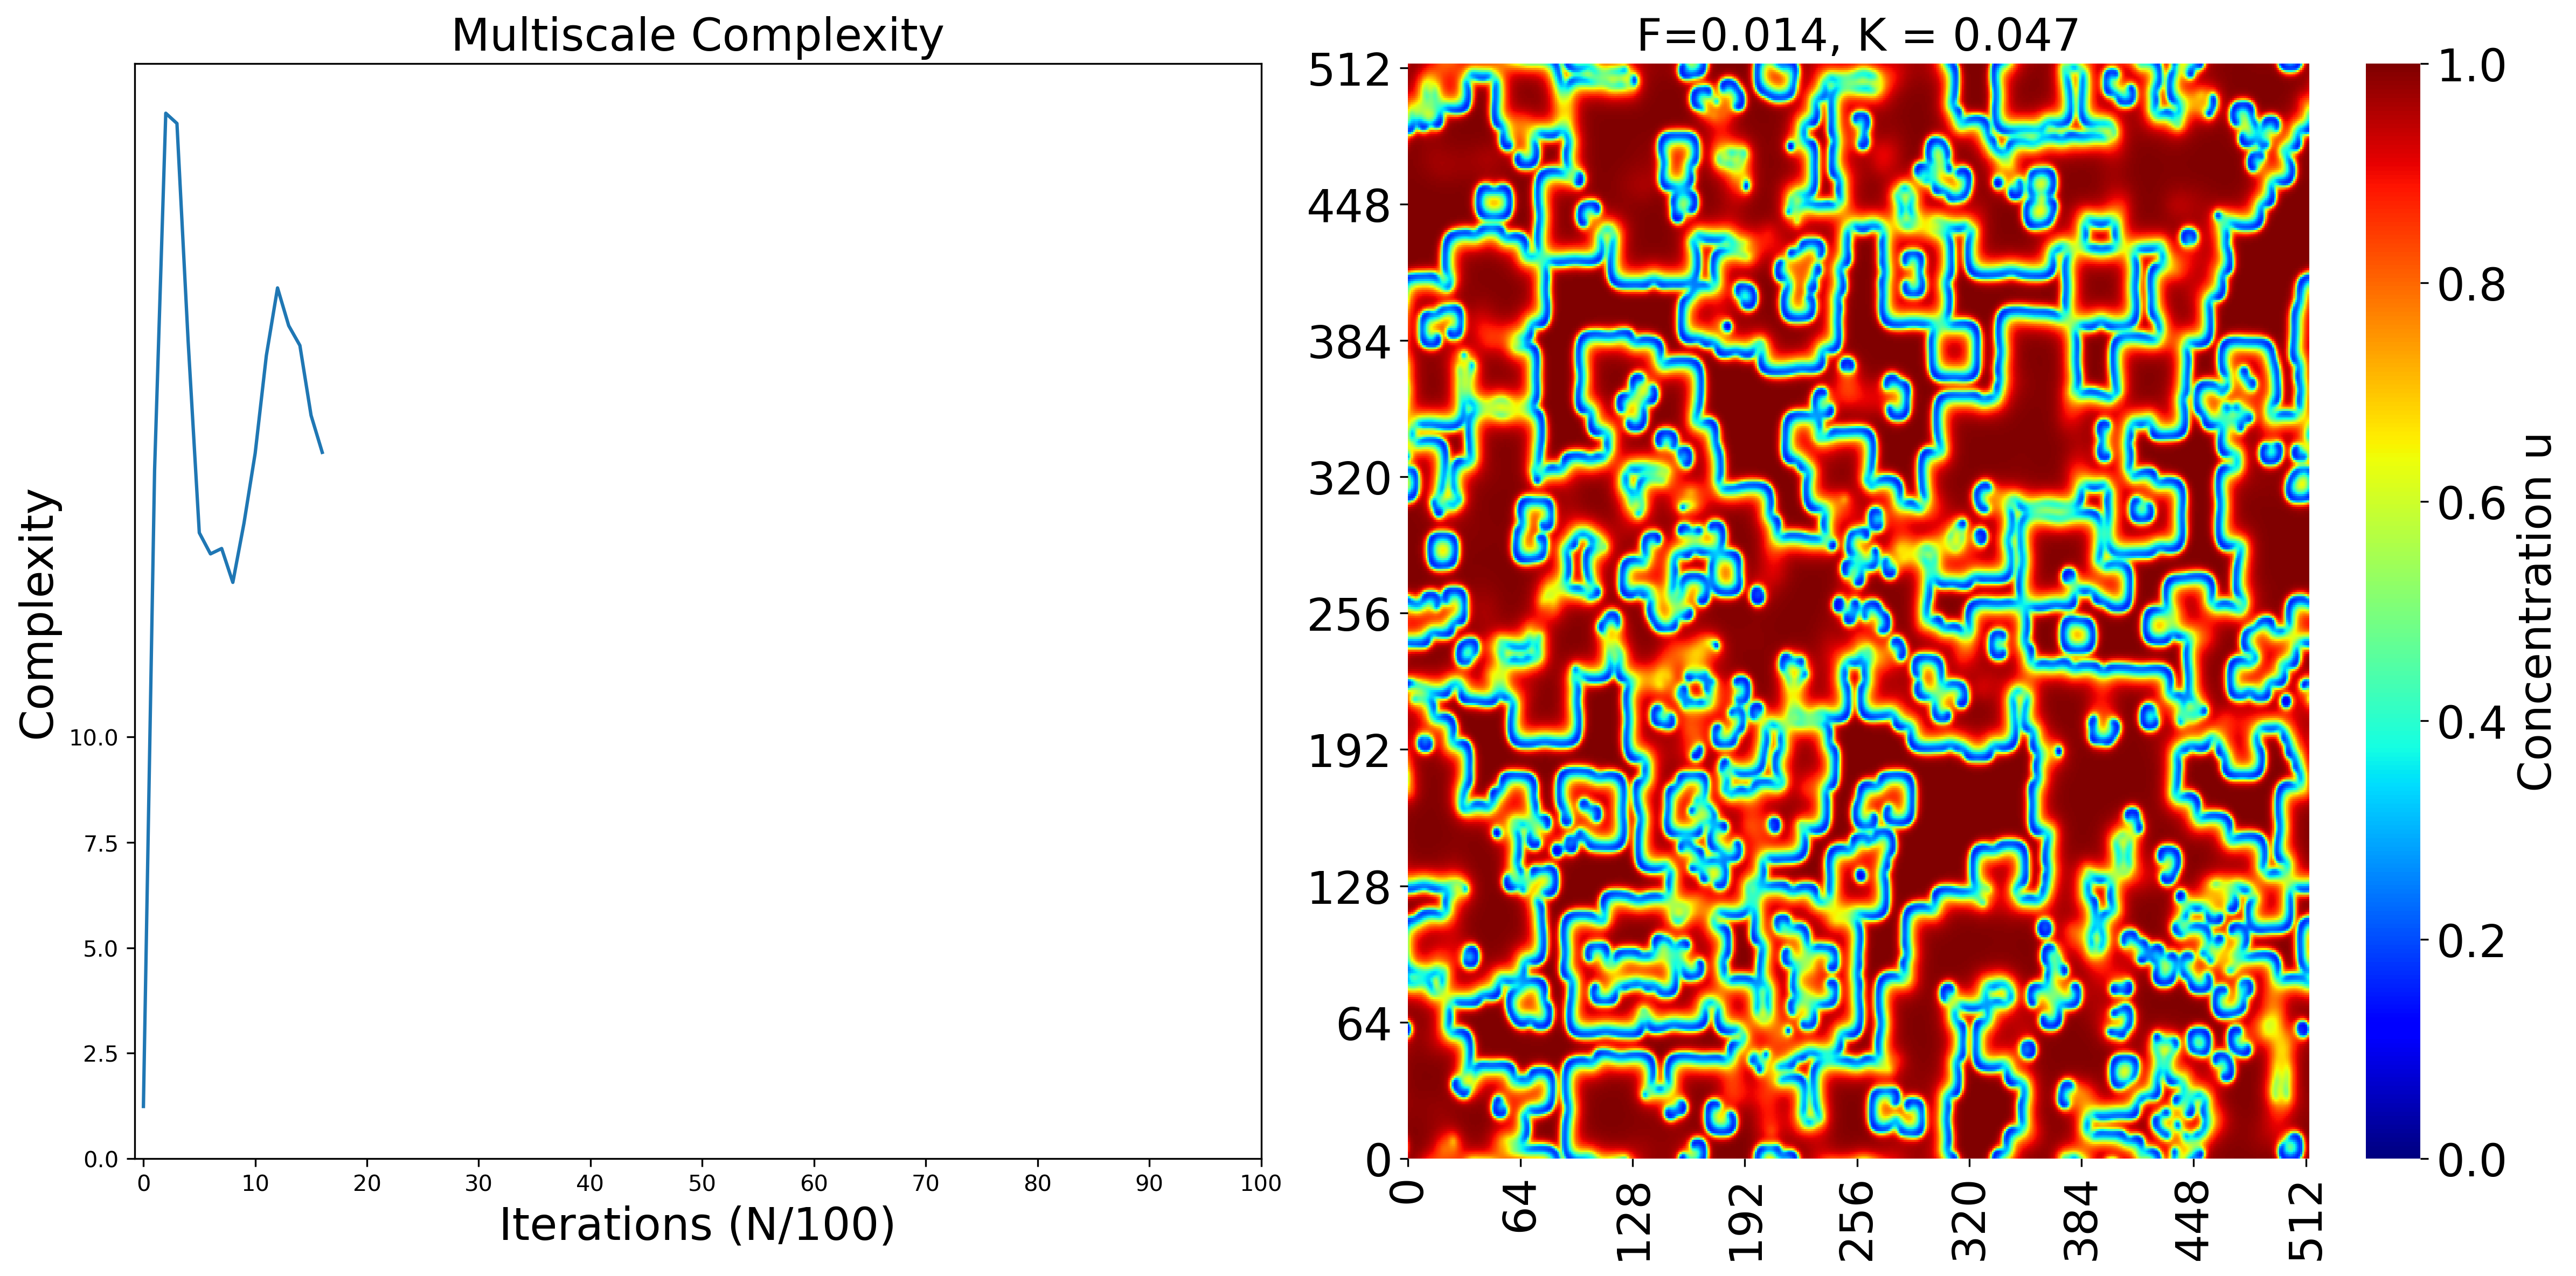 Multiscale Complexity
Complexity
10.0
7.5
5.0
2.5
0.0
0 10 20 30 40 50 60 70 80 90 100
Iterations (N/100)
F=0.014, K = 0.047
512
448
384
320
256
192
128
64
0
0 64 128 192 256 320 384 448 512
1.0
0.8
0.6
0.4
0.2
0.0
Concentration u